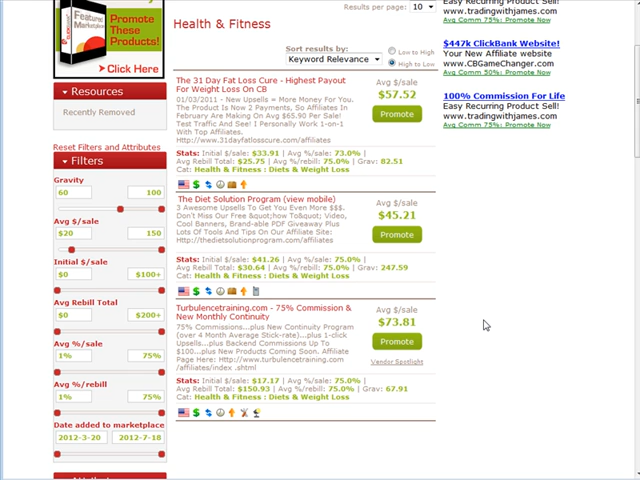 ClickBank
Featured
Marketplace
Promote
These
Products!
Click Here
Resources
Recently Removed
Reset Filters and Attributes
Filters
Gravity
60 100
Avg $/sale
$20 150
Initial $/sale
$0 $100+
Avg Rebill Total
$0 $200+
Avg %/sale
1% 75%
Avg %/rebill
1% 75%
Date added to marketplace
2012-3-20 2012-7-18
Results per page: 10
Health & Fitness
Sort results by:
Keyword Relevance
Low to High
High to Low
The 31 Day Fat Loss Cure - Highest Payout
For Weight Loss On CB
01/03/2011 - New Upsells = More Money For You.
The Product Is Now 2 Payments, So Affiliates In
February Are Making On Avg $65.90 Per Sale!
Test Traffic And See! I Personally Work 1-on-1
With Top Affiliates.
Http://www.31dayfatlosscure.com/affiliates
Avg $/sale
$57.52
Promote
Stats: Initial $/sale: $33.91 | Avg %/sale: 73.0% |
Avg Rebill Total: $25.75 | Avg %/rebill: 75.0% | Grav: 82.51
Cat: Health & Fitness : Diets & Weight Loss
The Diet Solution Program (view mobile)
3 Awesome Upsells To Get You Even More $$$.
Don't Miss Our Free &quot;how To&quot; Video,
Cool Banners, Brand-able PDF Giveaway Plus
Lots Of Tools And Tips On Our Affiliate Site:
Http://thedietsolutionprogram.com/affiliates
Avg $/sale
$45.21
Promote
Stats: Initial $/sale: $41.26 | Avg %/sale: 75.0% |
Avg Rebill Total: $30.64 | Avg %/rebill: 75.0% | Grav: 247.59
Cat: Health & Fitness : Diets & Weight Loss
Turbulencetraining.com - 75% Commission &
New Monthly Continuity
75% Commissions...plus New Continuity Program
(over 4 Month Average Stick-rate)...plus 1-click
Upsells...plus Backend Commissions Up To
$100...plus New Products Coming Soon. Affiliate
Page Here: Http://www.turbulencetraining.com
/affiliates/index .shtml
Avg $/sale
$73.81
Promote
Vendor Spotlight
Stats: Initial $/sale: $17.17 | Avg %/sale: 75.0% |
Avg Rebill Total: $150.93 | Avg %/rebill: 75.0% | Grav: 67.91
Cat: Health & Fitness : Diets & Weight Loss
Easy Recurring Product Sell!
www.tradingwithjames.com
Avg Comm 75%: Promote Now
$447k ClickBank Website!
Your New Affiliate website
www.CBGameChanger.com
Avg Comm 50%: Promote Now
100% Commission For Life
Easy Recurring Product Sell!
www.tradingwithjames.com
Avg Comm 75%: Promote Now